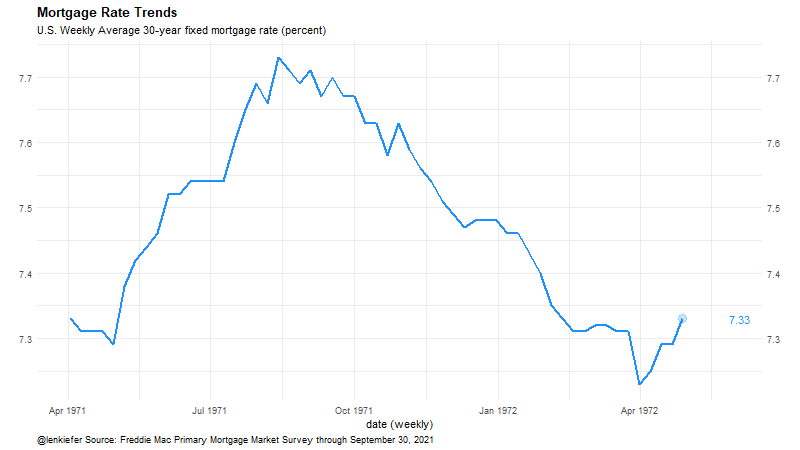 Mortgage Rate Trends
U.S. Weekly Average 30-year fixed mortgage rate (percent)
7.7 7.7
7.6 7.6
7.5 7.5
7.4 7.4
7.33
7.3 7.3
Apr 1971 Jul 1971 Oct 1971 Jan 1972 Apr 1972
date (weekly)
@lenkiefer Source: Freddie Mac Primary Mortgage Market Survey through September 30, 2021